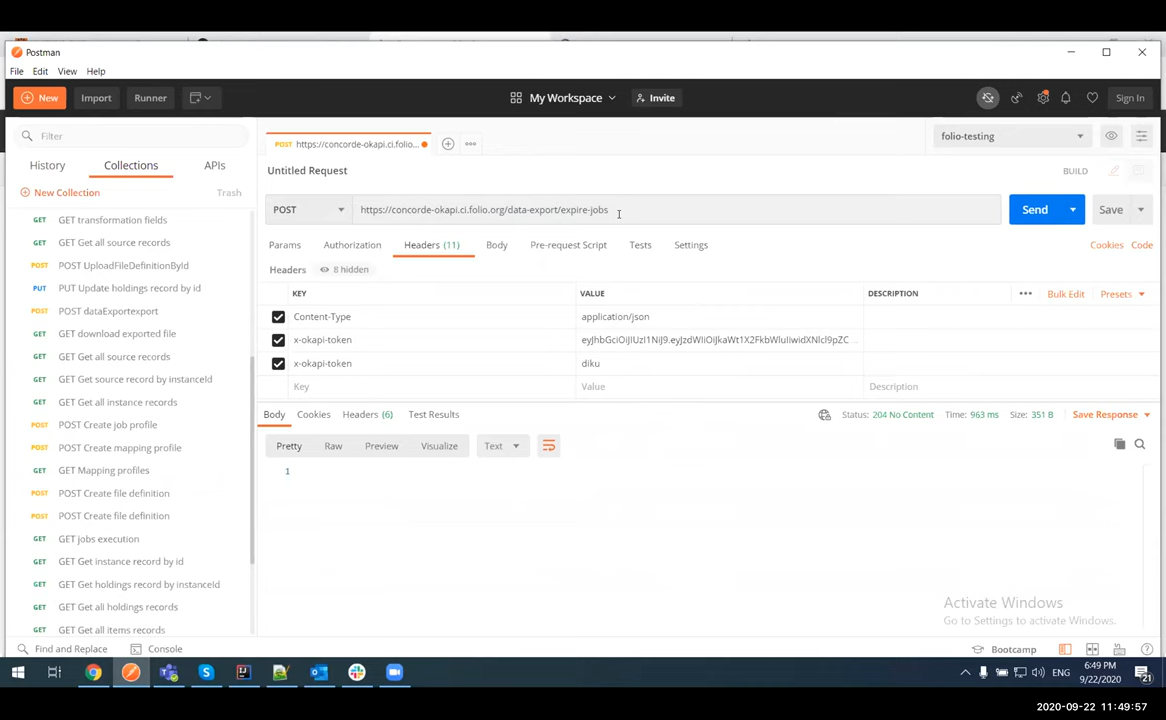 Postman
File Edit View Help
New Import Runner My Workspace Invite Sign In
Filter
History Collections APIs
New Collection Trash
GET transformation fields
GET Get all source records
POST POST UploadFileDefinitionById
PUT PUT Update holdings record by id
POST POST dataExportexport
GET GET download exported file
GET GET Get all source records
GET GET Get source record by instanceId
GET GET Get all instance records
POST POST Create job profile
POST POST Create mapping profile
GET GET Mapping profiles
POST POST Create file definition
POST POST Create file definition
GET GET jobs execution
GET GET Get instance record by id
GET GET Get holdings record by instanceId
GET GET Get all holdings records
GET GET Get all items records
Find and Replace Console
POST https://concorde-okapi.ci.folio...
folio-testing
Untitled Request
BUILD
POST https://concorde-okapi.ci.folio.org/data-export/expire-jobs Send Save
Params Authorization Headers (11) Body Pre-request Script Tests Settings Cookies Code
Headers 8 hidden
KEY VALUE DESCRIPTION Bulk Edit Presets
Content-Type application/json
x-okapi-token
x-okapi-token diku
Key Value Description
Body Cookies Headers (6) Test Results Status: 204 No Content Time: 963 ms Size: 351 B Save Response
Pretty Raw Preview Visualize Text
1
Activate Windows
Go to Settings to activate Windows.
Bootcamp
ENG
6:49 PM
9/22/2020
21
2020-09-22 11:49:57